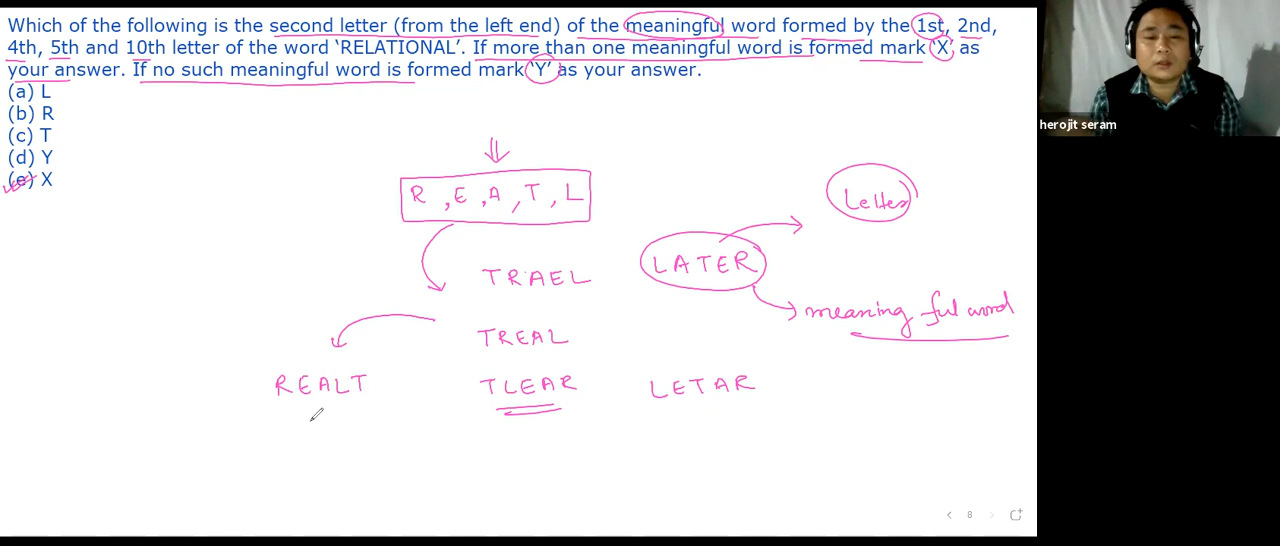 Which of the following is the second letter (from the left end) of the meaningful word formed by the 1st, 2nd,
4th, 5th and 10th letter of the word ‘RELATIONAL’. If more than one meaningful word is formed mark ‘X’ as
your answer. If no such meaningful word is formed mark ‘Y’ as your answer.
(a) L
(b) R
(c) T
(d) Y
(e) X
herojit seram
R , E , A , T , L
Letter
LATER
TRAEL
meaningful word
TREAL
REALT TLEAR LETAR
8